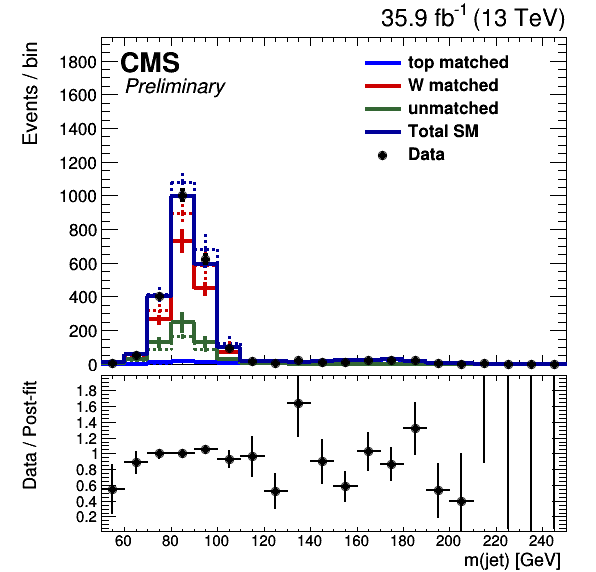 35.9 fb⁻¹ (13 TeV)
CMS
Preliminary
top matched
W matched
unmatched
Total SM
Data
Events / bin
1800
1600
1400
1200
1000
800
600
400
200
0
Data / Post-fit
1.8
1.6
1.4
1.2
1
0.8
0.6
0.4
0.2
60 80 100 120 140 160 180 200 220 240
m(jet) [GeV]